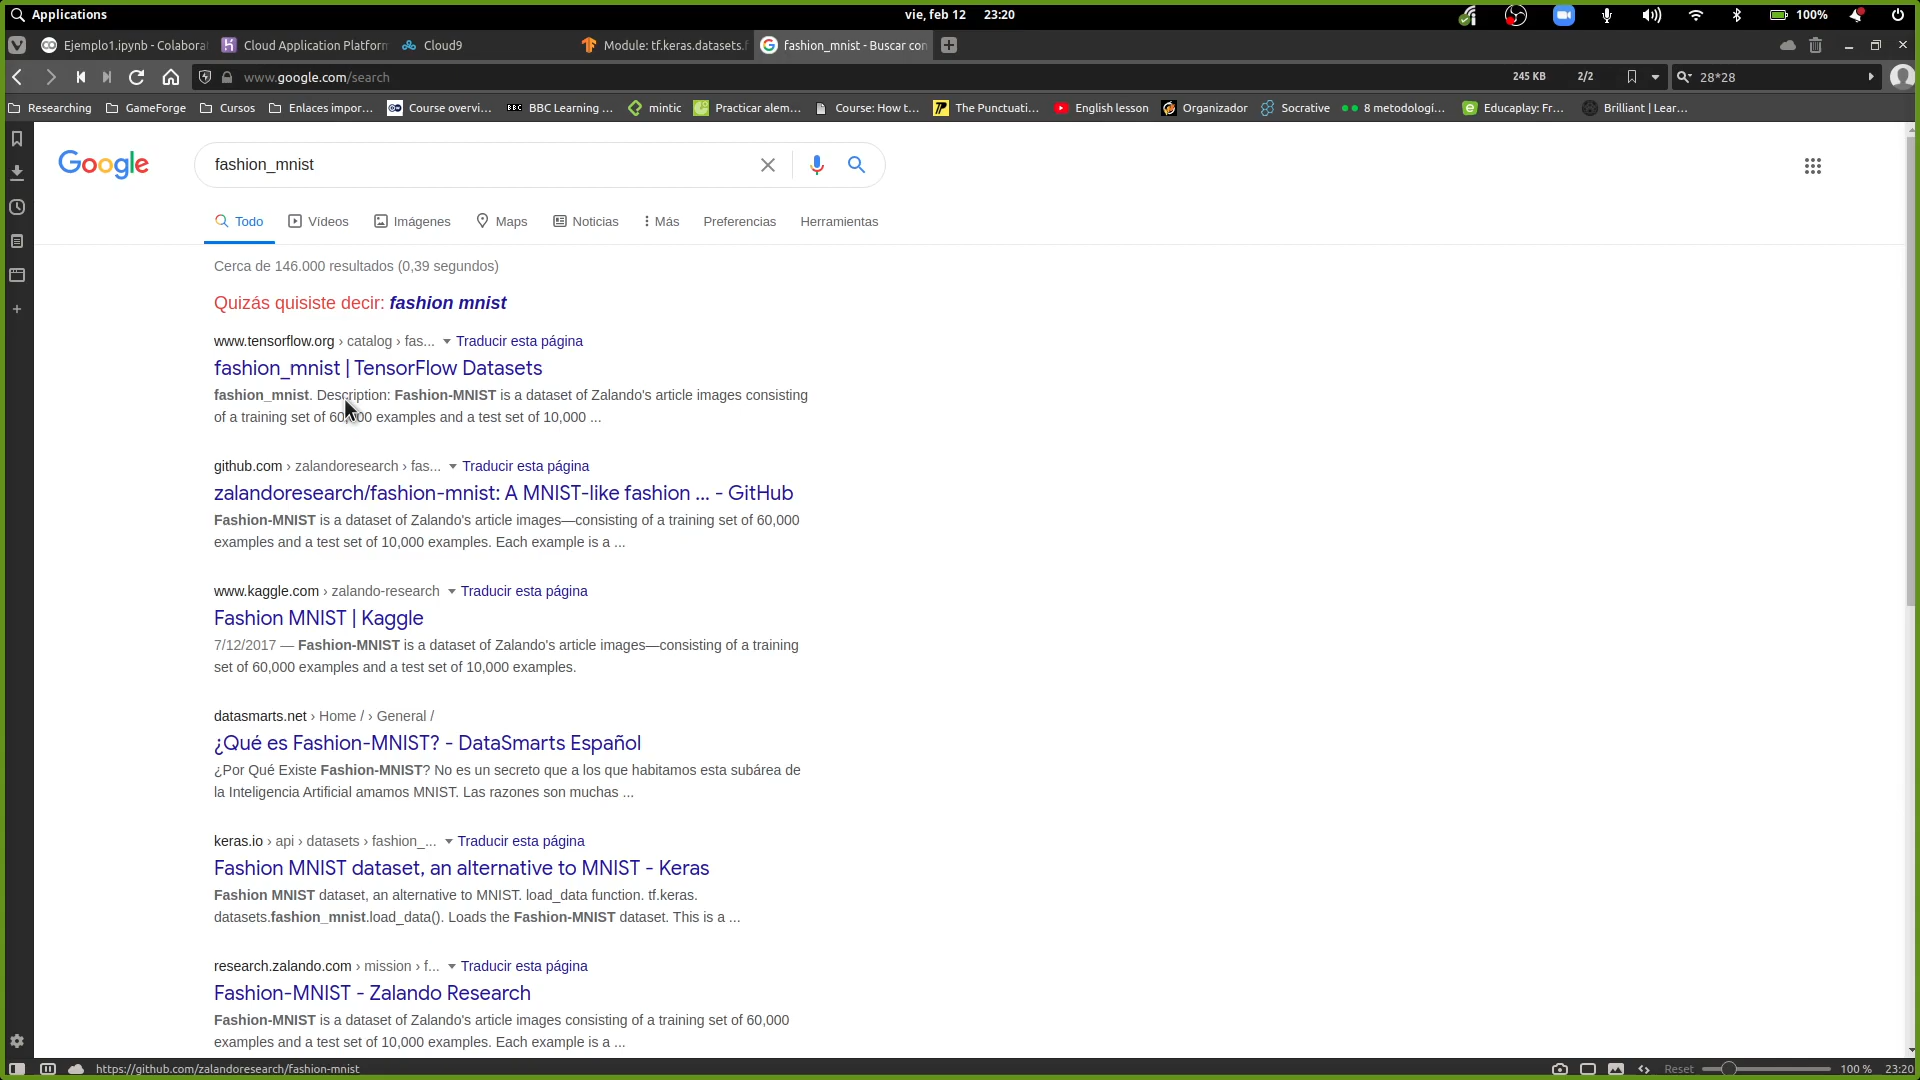 Applications
vie, feb 12 23:20
100%
Ejemplo1.ipynb - Colabora
Cloud Application Platform
Cloud9
Module: tf.keras.datasets.f
fashion_mnist - Buscar con
www.google.com/search
245 KB
2/2
28*28
Researching
GameForge
Cursos
Enlaces impor...
Course overvi...
BBC BBC Learning ...
mintic
Practicar alem...
Course: How t...
The Punctuati...
English lesson
Organizador
Socrative
8 metodologí...
Educaplay: Fr...
Brilliant | Lear...
Google
fashion_mnist
Todo
Vídeos
Imágenes
Maps
Noticias
Más
Preferencias
Herramientas
Cerca de 146.000 resultados (0,39 segundos)
Quizás quisiste decir: fashion mnist
www.tensorflow.org › catalog › fas... Traducir esta página
fashion_mnist | TensorFlow Datasets
fashion_mnist. Description: Fashion-MNIST is a dataset of Zalando's article images consisting
of a training set of 60,000 examples and a test set of 10,000 ...
github.com › zalandoresearch › fas... Traducir esta página
zalandoresearch/fashion-mnist: A MNIST-like fashion ... - GitHub
Fashion-MNIST is a dataset of Zalando's article images—consisting of a training set of 60,000
examples and a test set of 10,000 examples. Each example is a ...
www.kaggle.com › zalando-research Traducir esta página
Fashion MNIST | Kaggle
7/12/2017 — Fashion-MNIST is a dataset of Zalando's article images—consisting of a training
set of 60,000 examples and a test set of 10,000 examples.
datasmarts.net › Home / › General /
¿Qué es Fashion-MNIST? - DataSmarts Español
¿Por Qué Existe Fashion-MNIST? No es un secreto que a los que habitamos esta subárea de
la Inteligencia Artificial amamos MNIST. Las razones son muchas ...
keras.io › api › datasets › fashion_... Traducir esta página
Fashion MNIST dataset, an alternative to MNIST - Keras
Fashion MNIST dataset, an alternative to MNIST. load_data function. tf.keras.
datasets.fashion_mnist.load_data(). Loads the Fashion-MNIST dataset. This is a ...
research.zalando.com › mission › f... Traducir esta página
Fashion-MNIST - Zalando Research
Fashion-MNIST is a dataset of Zalando's article images consisting of a training set of 60,000
examples and a test set of 10,000 examples. Each example is a ...
https://github.com/zalandoresearch/fashion-mnist
Reset
100 %
23:20